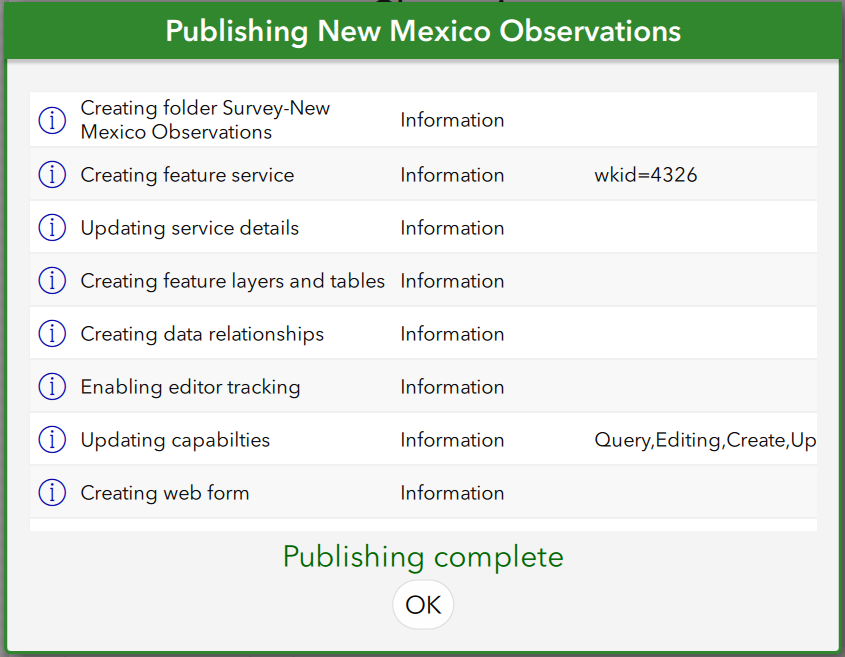 Publishing New Mexico Observations
Creating folder Survey-New
Mexico Observations
Information
Creating feature service Information wkid=4326
Updating service details Information
Creating feature layers and tables Information
Creating data relationships Information
Enabling editor tracking Information
Updating capabilties Information Query,Editing,Create,Up
Creating web form Information
Publishing complete
OK